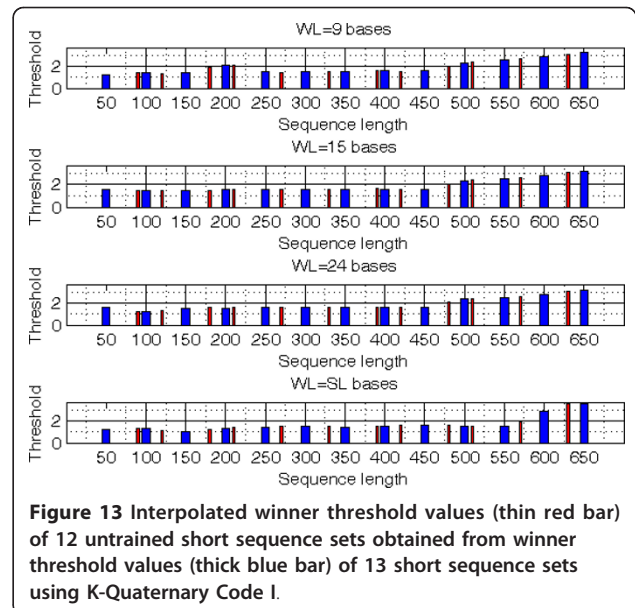 WL=9 bases
Threshold
2
0
50 100 150 200 250 300 350 400 450 500 550 600 650
Sequence length
WL=15 bases
Threshold
2
0
50 100 150 200 250 300 350 400 450 500 550 600 650
Sequence length
WL=24 bases
Threshold
2
0
50 100 150 200 250 300 350 400 450 500 550 600 650
Sequence length
WL=SL bases
Threshold
2
0
50 100 150 200 250 300 350 400 450 500 550 600 650
Sequence length
Figure 13 Interpolated winner threshold values (thin red bar)
of 12 untrained short sequence sets obtained from winner
threshold values (thick blue bar) of 13 short sequence sets
using K-Quaternary Code I.